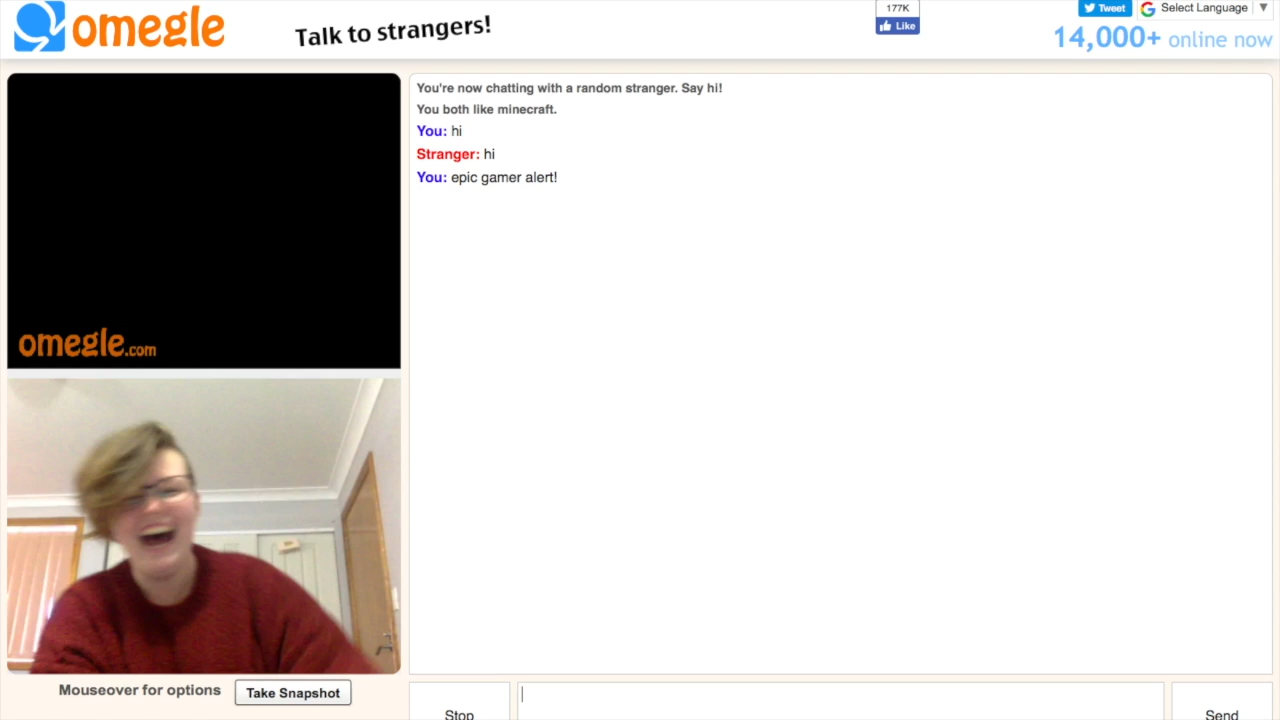 omegle
Talk to strangers!
177K
Like
Tweet
Select Language ▼
14,000+ online now
omegle.com
You're now chatting with a random stranger. Say hi!
You both like minecraft.
You: hi
Stranger: hi
You: epic gamer alert!
Mouseover for options
Take Snapshot
Stop
Send